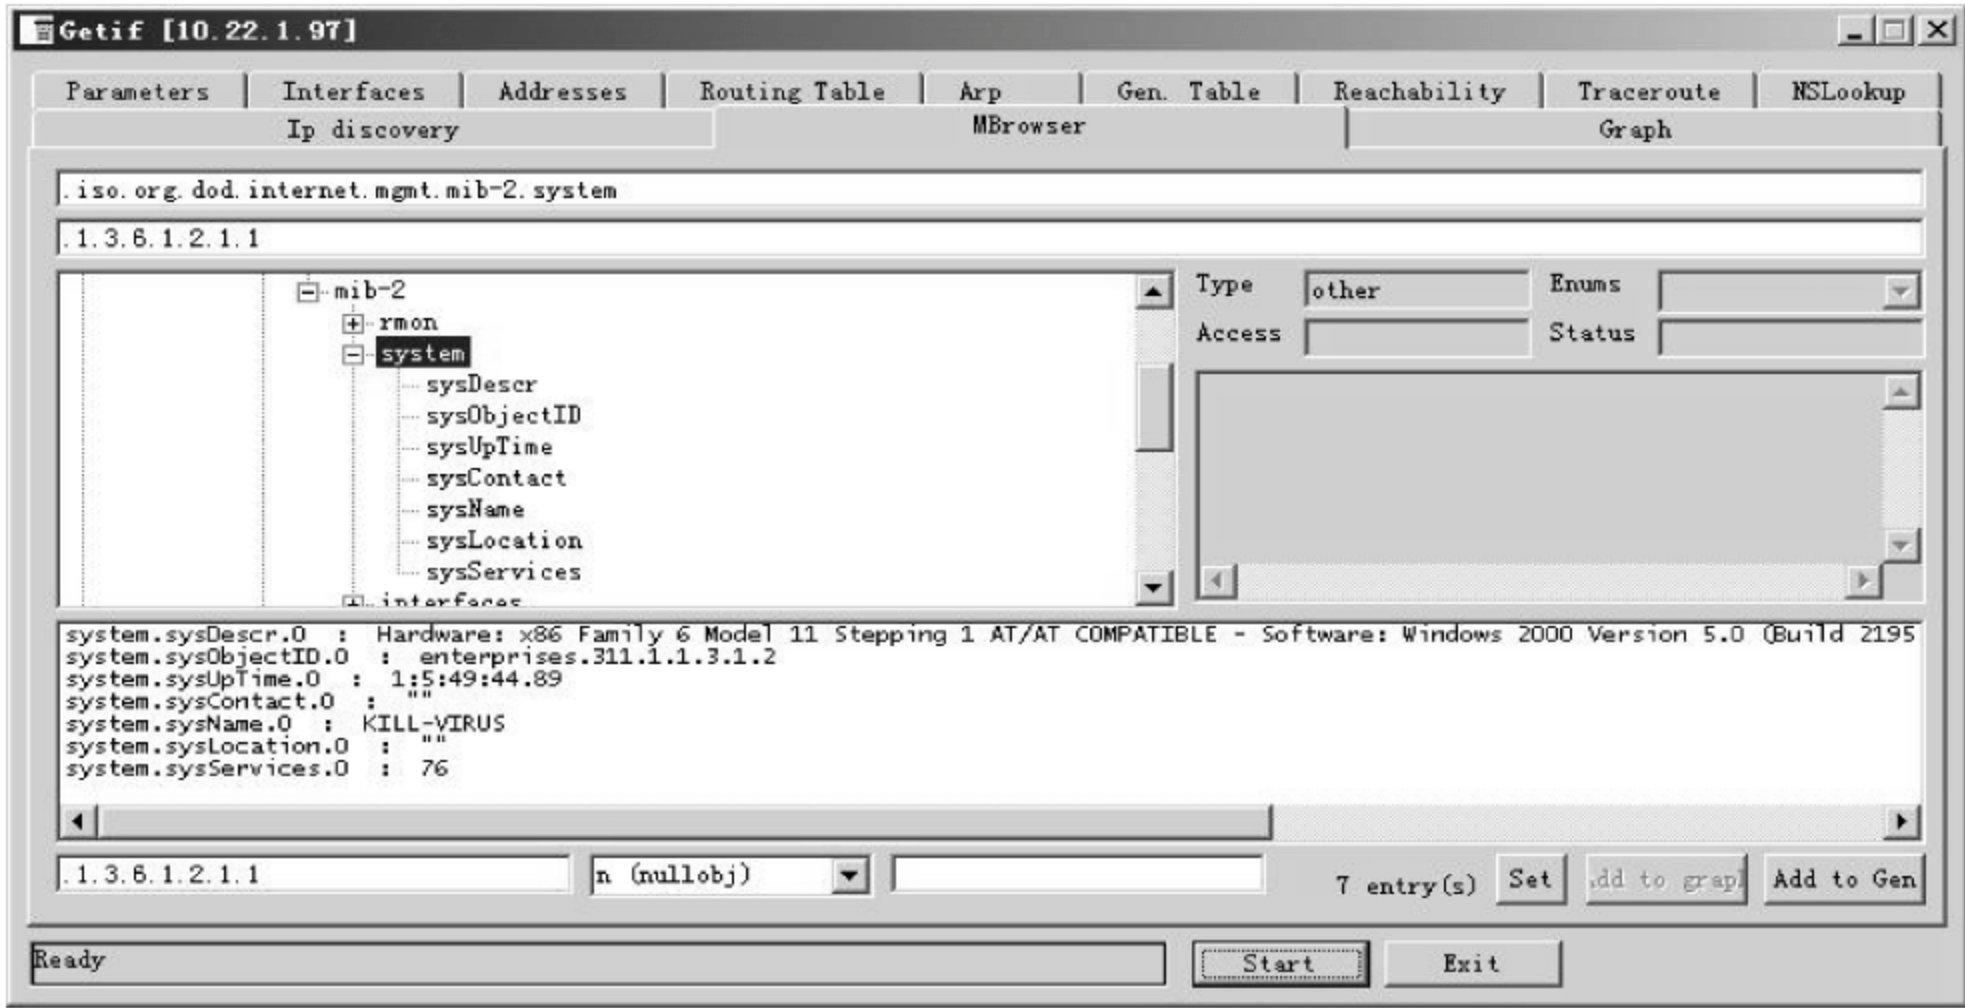 Getif [10.22.1.97]
Parameters Interfaces Addresses Routing Table Arp Gen. Table Reachability Traceroute NSLookup
Ip discovery MBrowser Graph
.iso.org.dod.internet.mgmt.mib-2.system
.1.3.6.1.2.1.1
mib-2
rmon
system
sysDescr
sysObjectID
sysUpTime
sysContact
sysName
sysLocation
sysServices
interfaces
Type other Enums
Access Status
system.sysDescr.0 : Hardware: x86 Family 6 Model 11 Stepping 1 AT/AT COMPATIBLE - Software: Windows 2000 Version 5.0 (Build 2195
system.sysObjectID.0 : enterprises.311.1.1.3.1.2
system.sysUpTime.0 : 1:5:49:44.89
system.sysContact.0 : ""
system.sysName.0 : KILL-VIRUS
system.sysLocation.0 : ""
system.sysServices.0 : 76
.1.3.6.1.2.1.1 n (nullobj) 7 entry(s) Set dd to grap Add to Gen
Ready Start Exit